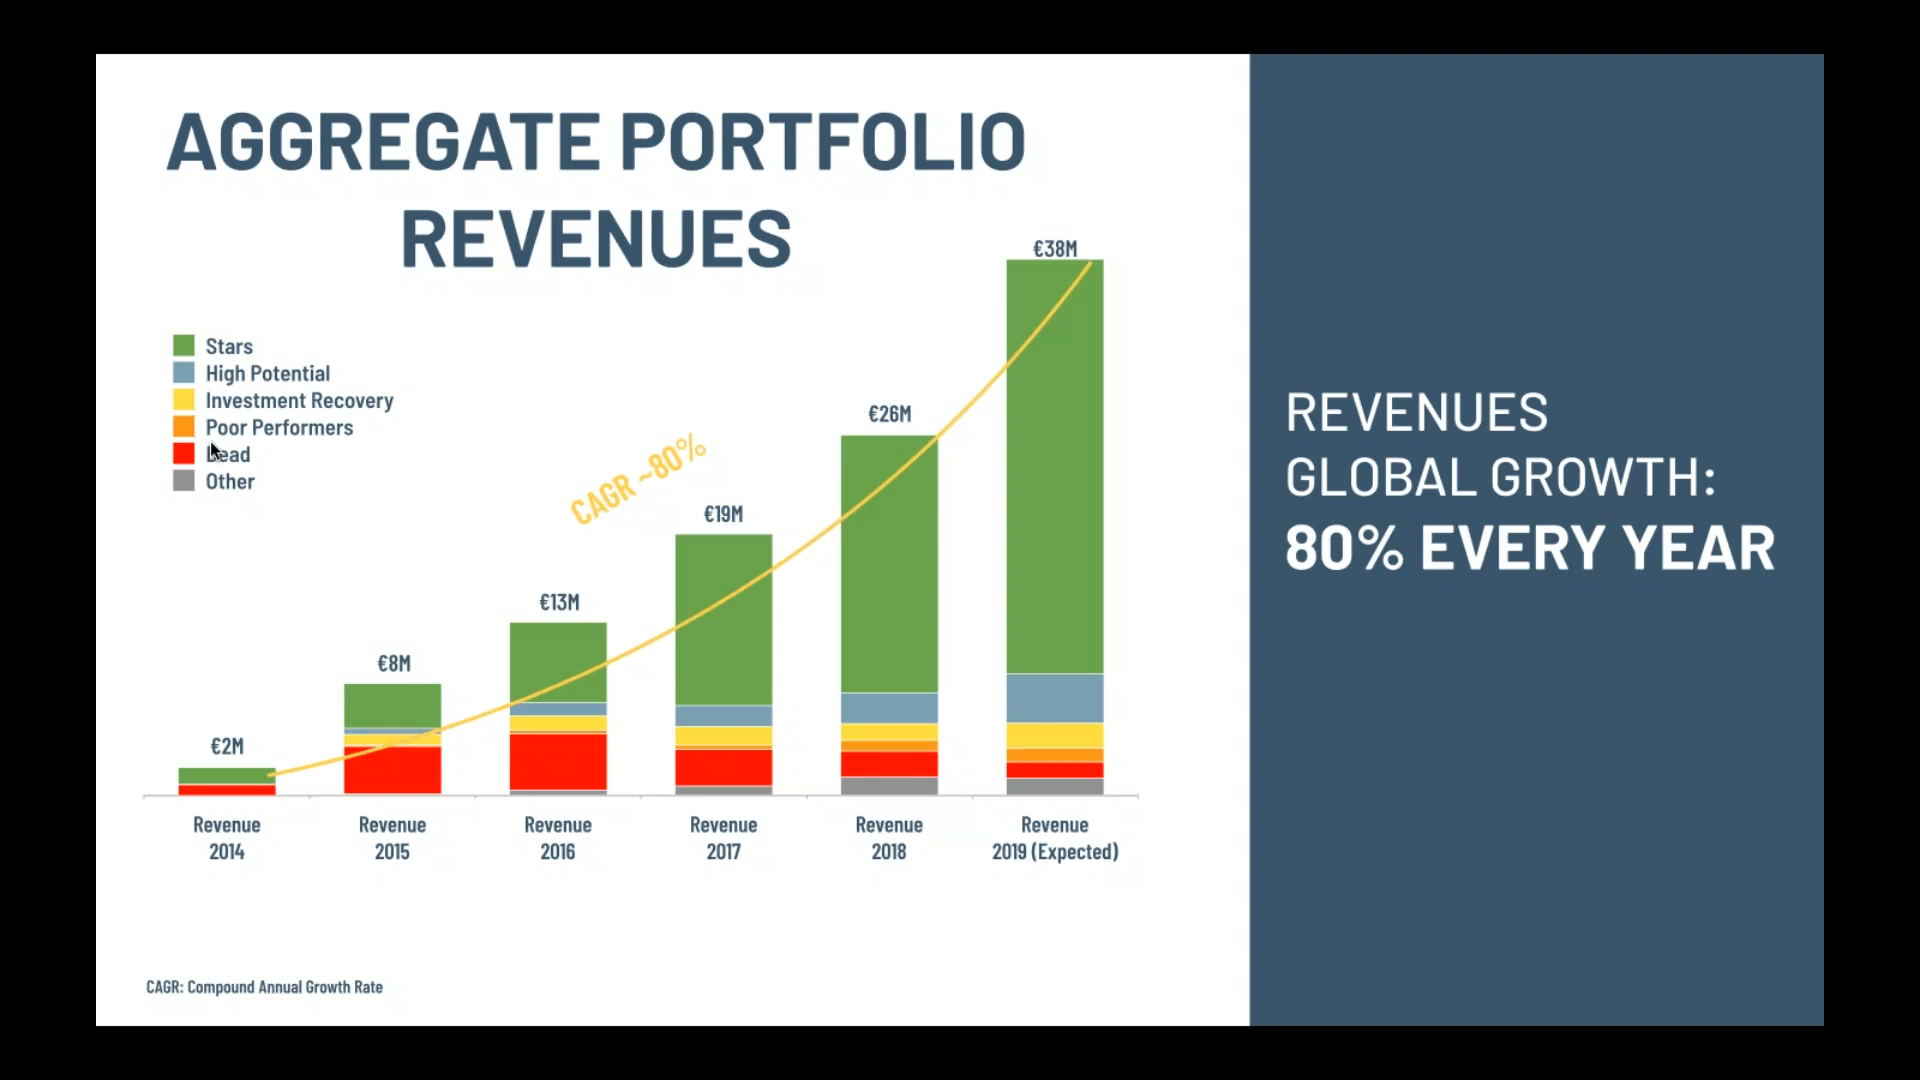 AGGREGATE PORTFOLIO
REVENUES
Stars
High Potential
Investment Recovery
Poor Performers
Dead
Other
CAGR ~80%
€2M
€8M
€13M
€19M
€26M
€38M
Revenue
2014
Revenue
2015
Revenue
2016
Revenue
2017
Revenue
2018
Revenue
2019 (Expected)
CAGR: Compound Annual Growth Rate
REVENUES
GLOBAL GROWTH:
80% EVERY YEAR